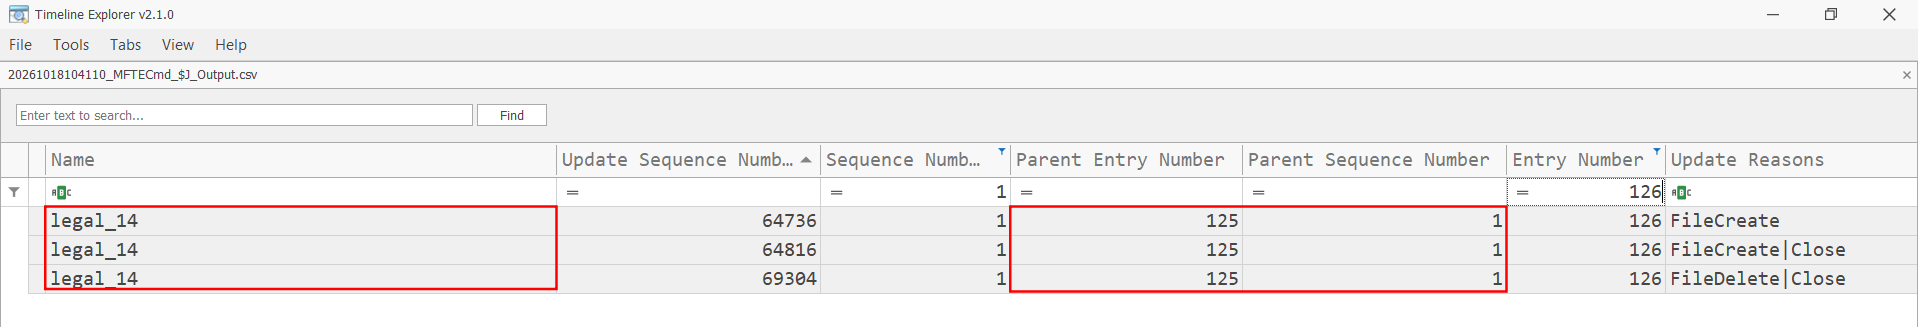 Timeline Explorer v2.1.0
File Tools Tabs View Help
20261018104110_MFTECmd_$J_Output.csv
Enter text to search... Find
Name Update Sequence Numb... Sequence Numb... Parent Entry Number Parent Sequence Number Entry Number Update Reasons
ABC = = 1 = = = 126 ABC
legal_14 64736 1 125 1 126 FileCreate
legal_14 64816 1 125 1 126 FileCreate|Close
legal_14 69304 1 125 1 126 FileDelete|Close